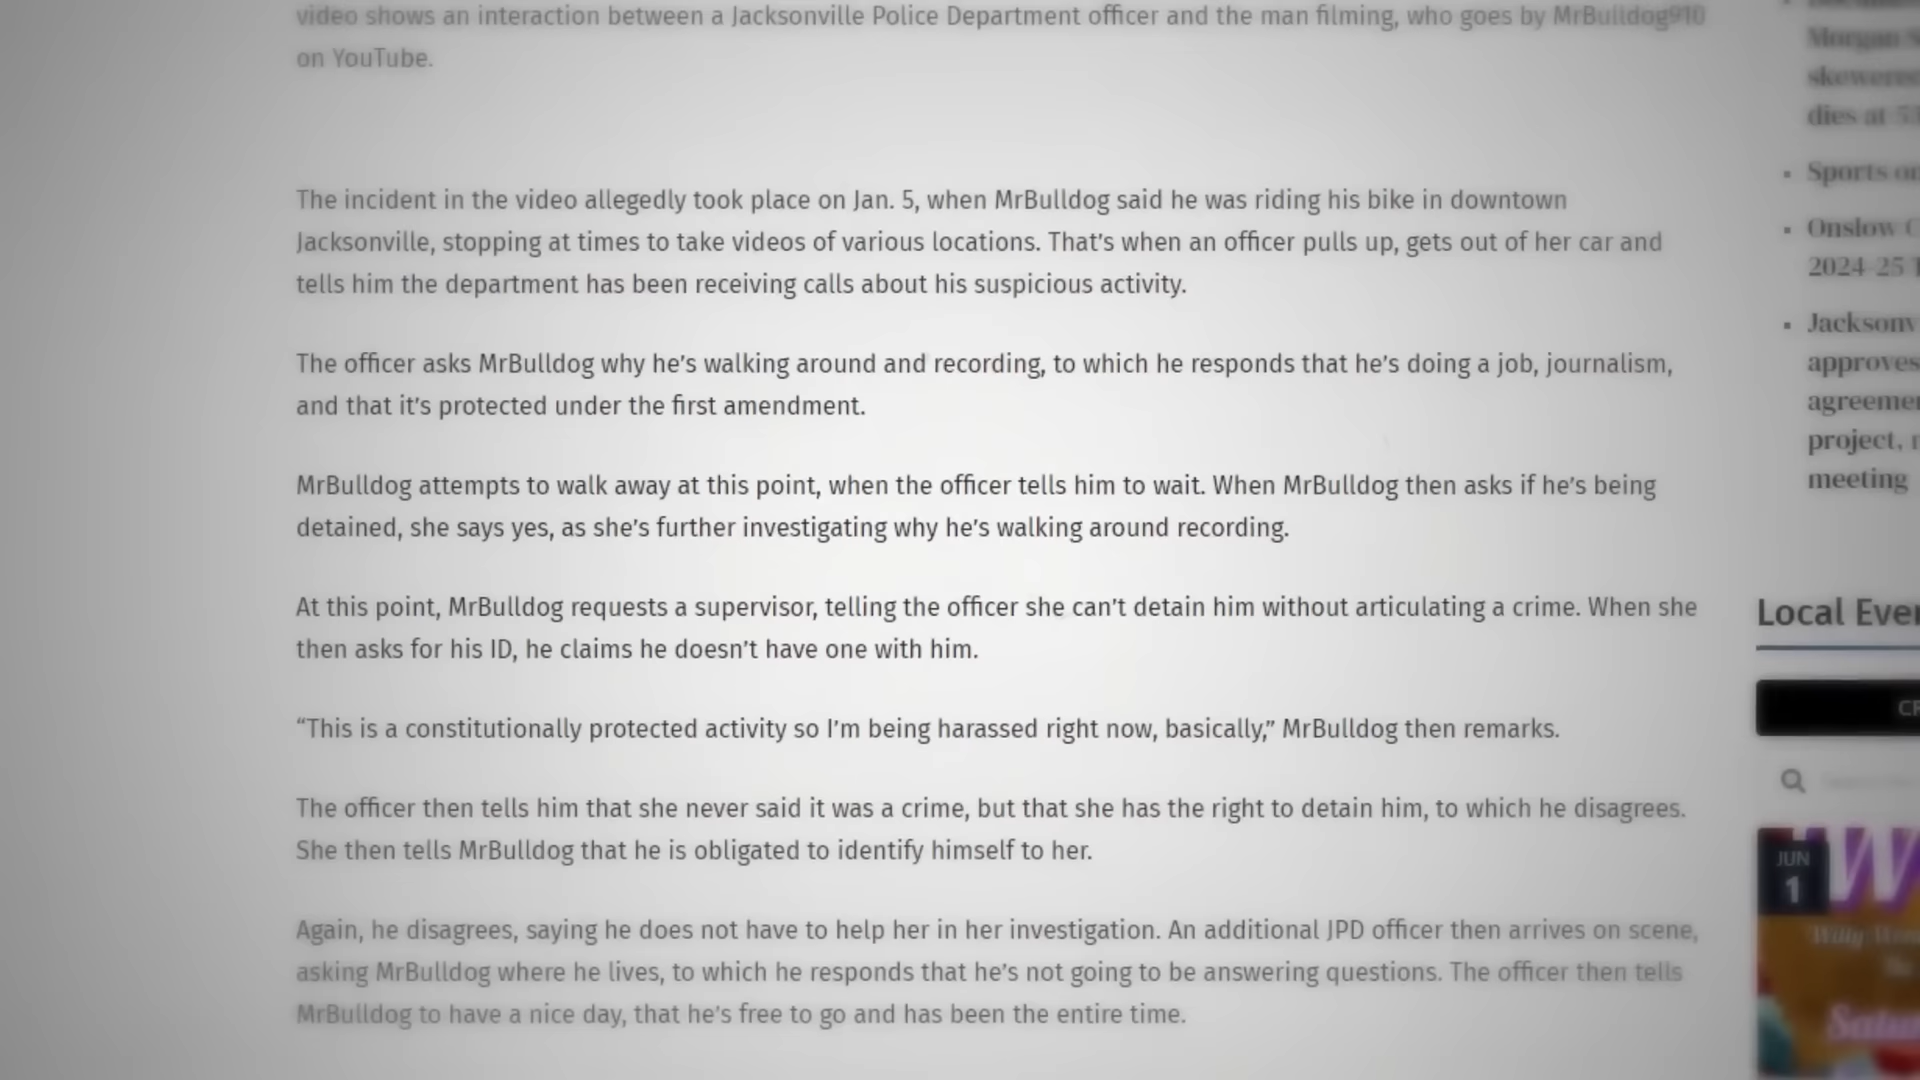 video shows an interaction between a Jacksonville Police Department officer and the man filming, who goes by MrBulldog910
on YouTube.
The incident in the video allegedly took place on Jan. 5, when MrBulldog said he was riding his bike in downtown
Jacksonville, stopping at times to take videos of various locations. That’s when an officer pulls up, gets out of her car and
tells him the department has been receiving calls about his suspicious activity.
The officer asks MrBulldog why he’s walking around and recording, to which he responds that he’s doing a job, journalism,
and that it’s protected under the first amendment.
MrBulldog attempts to walk away at this point, when the officer tells him to wait. When MrBulldog then asks if he’s being
detained, she says yes, as she’s further investigating why he’s walking around recording.
At this point, MrBulldog requests a supervisor, telling the officer she can’t detain him without articulating a crime. When she
then asks for his ID, he claims he doesn’t have one with him.
“This is a constitutionally protected activity so I’m being harassed right now, basically,” MrBulldog then remarks.
The officer then tells him that she never said it was a crime, but that she has the right to detain him, to which he disagrees.
She then tells MrBulldog that he is obligated to identify himself to her.
Again, he disagrees, saying he does not have to help her in her investigation. An additional JPD officer then arrives on scene,
asking MrBulldog where he lives, to which he responds that he’s not going to be answering questions. The officer then tells
MrBulldog to have a nice day, that he’s free to go and has been the entire time.
Morgan
skewered
dies at
Sports on
Onslow C
2024-25
Jacksonv
approves
agreemen
project,
meeting
Local Even
JUN
1